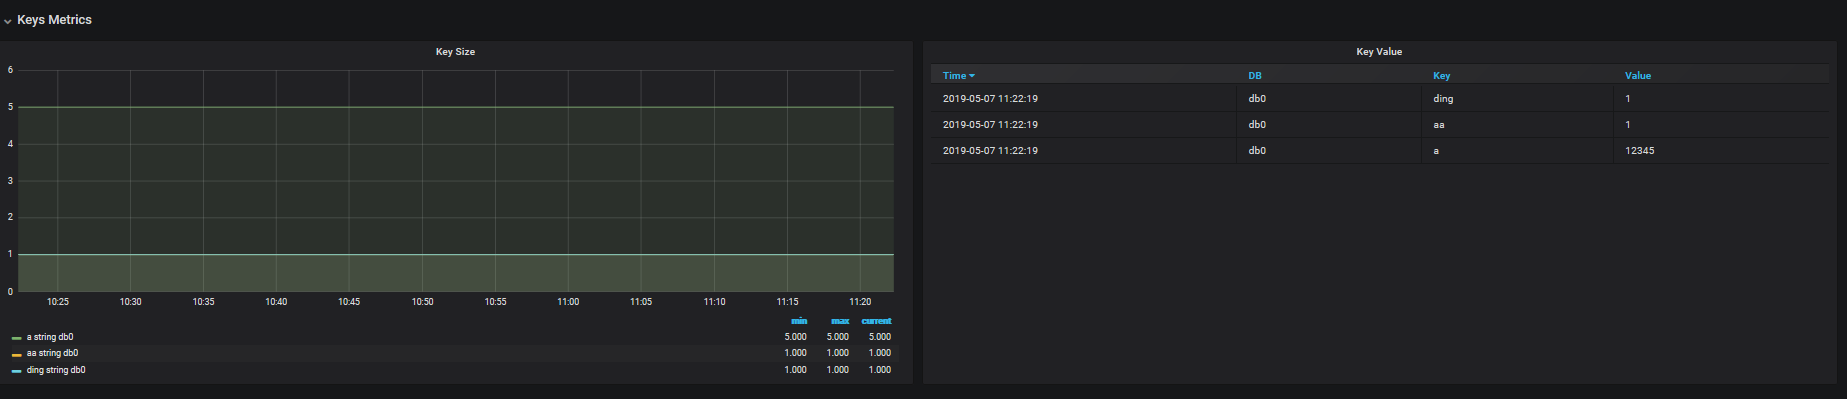 Keys Metrics
Key Size
6
5
4
3
2
1
0
10:25 10:30 10:35 10:40 10:45 10:50 10:55 11:00 11:05 11:10 11:15 11:20
min max current
a string db0 5.000 5.000 5.000
aa string db0 1.000 1.000 1.000
ding string db0 1.000 1.000 1.000
Key Value
Time DB Key Value
2019-05-07 11:22:19 db0 ding 1
2019-05-07 11:22:19 db0 aa 1
2019-05-07 11:22:19 db0 a 12345